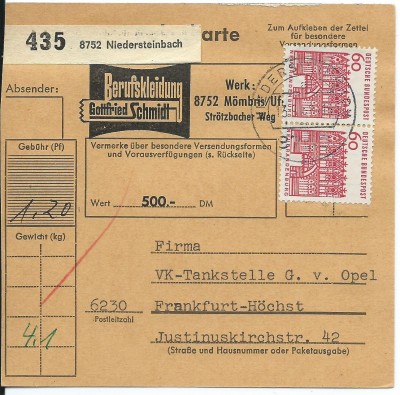 435 8752 Niedersteinbach
arte
Zum Aufkleben der Zettel
für besondere
Versendungsformen
Absender:
Berufskleidung
Gottfried Schmidt
Werk:
8752 Mömbris/Ufr.
Strötzbacher Weg
Gebühr (Pf)
Vermerke über besondere Versendungsformen
und Vorausverfügungen (s. Rückseite)
1,20
Wert 500.- DM
Gewicht (kg)
4,1
Firma
VK-Tankstelle G. v. Opel
6230 Frankfurt-Höchst
Postleitzahl
Justinuskirchstr. 42
(Straße und Hausnummer oder Paketausgabe)
60
DEUTSCHE BUNDESPOST
60
DEUTSCHE BUNDESPOST